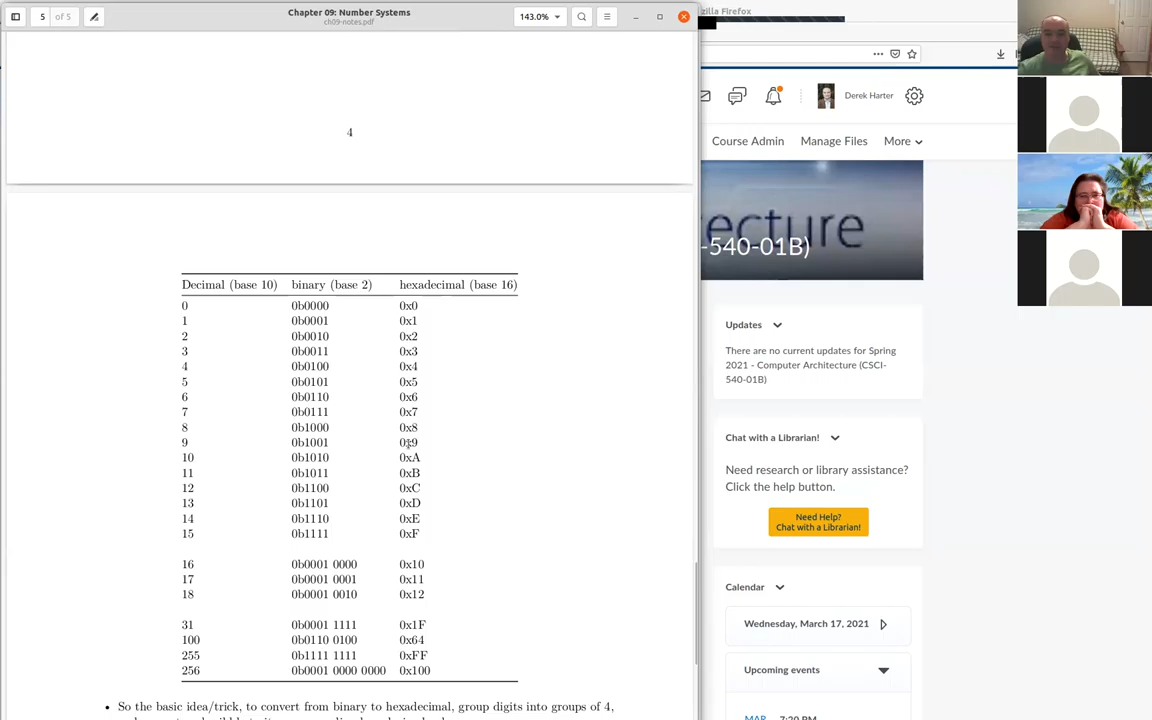 5 of 5
Chapter 09: Number Systems
ch09-notes.pdf
143.0%
zilla Firefox
Derek Harter
Course Admin Manage Files More
ecture
-540-01B)
4
Decimal (base 10) binary (base 2) hexadecimal (base 16)
0 0b0000 0x0
1 0b0001 0x1
2 0b0010 0x2
3 0b0011 0x3
4 0b0100 0x4
5 0b0101 0x5
6 0b0110 0x6
7 0b0111 0x7
8 0b1000 0x8
9 0b1001 0x9
10 0b1010 0xA
11 0b1011 0xB
12 0b1100 0xC
13 0b1101 0xD
14 0b1110 0xE
15 0b1111 0xF
16 0b0001 0000 0x10
17 0b0001 0001 0x11
18 0b0001 0010 0x12
31 0b0001 1111 0x1F
100 0b0110 0100 0x64
255 0b1111 1111 0xFF
256 0b0001 0000 0000 0x100
• So the basic idea/trick, to convert from binary to hexadecimal, group digits into groups of 4,
Updates
There are no current updates for Spring
2021 - Computer Architecture (CSCI-
540-01B)
Chat with a Librarian!
Need research or library assistance?
Click the help button.
Need Help?
Chat with a Librarian!
Calendar
Wednesday, March 17, 2021
Upcoming events
MAR 7:20 PM